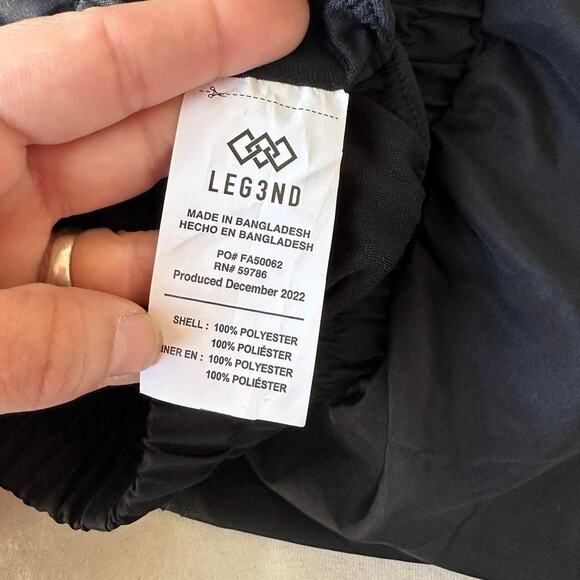 LEG3ND
MADE IN BANGLADESH
HECHO EN BANGLADESH
PO# FA50062
RN# 59786
Produced December 2022
SHELL : 100% POLYESTER
100% POLIÉSTER
INER EN : 100% POLYESTER
100% POLIÉSTER